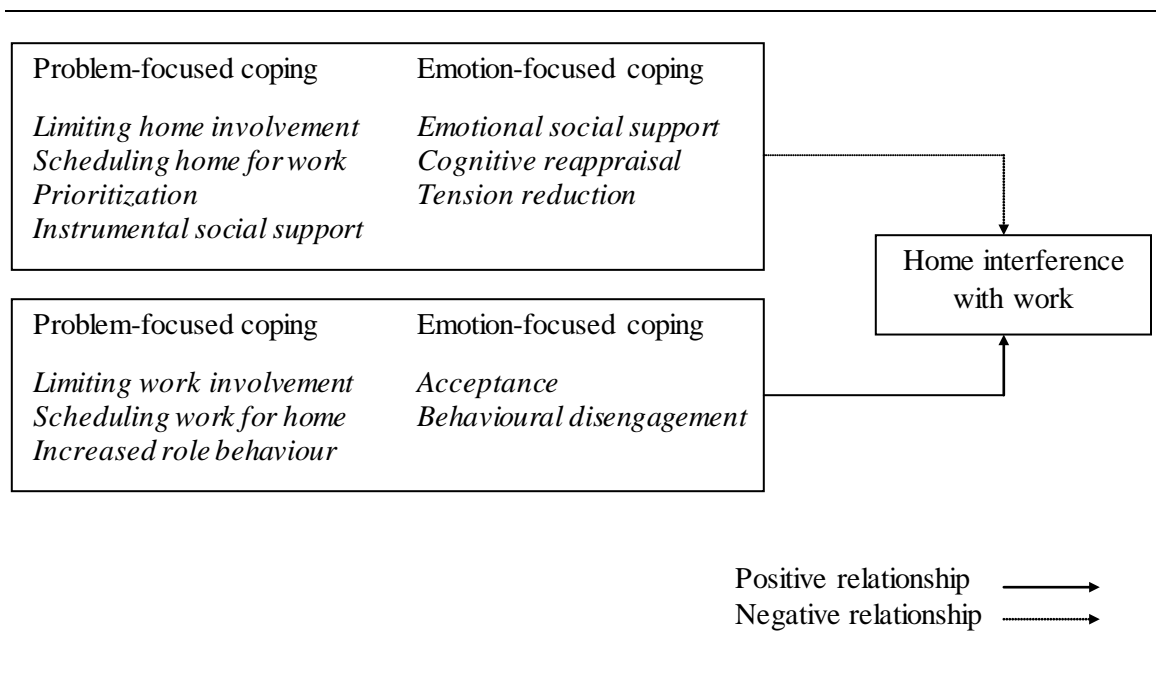 Problem-focused coping
Limiting home involvement
Scheduling home for work
Prioritization
Instrumental social support
Emotion-focused coping
Emotional social support
Cognitive reappraisal
Tension reduction
Home interference
with work
Problem-focused coping
Limiting work involvement
Scheduling work for home
Increased role behaviour
Emotion-focused coping
Acceptance
Behavioural disengagement
Positive relationship
Negative relationship